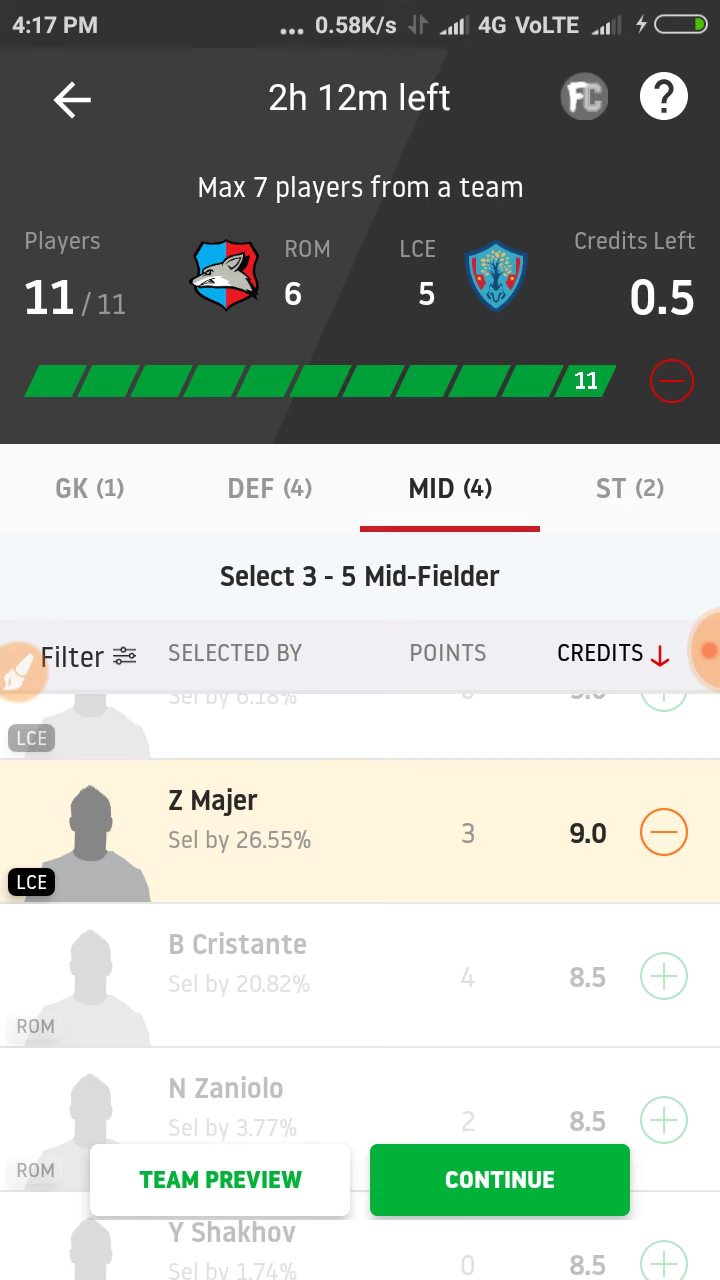 4:17 PM ... 0.58K/s 4G VoLTE
2h 12m left FC ?
Max 7 players from a team
Players ROM LCE Credits Left
11 / 11 6 5 0.5
11
GK (1) DEF (4) MID (4) ST (2)
Select 3 - 5 Mid-Fielder
Filter SELECTED BY POINTS CREDITS
Sel by 6.18%
LCE
Z Majer
Sel by 26.55% 3 9.0
LCE
B Cristante
Sel by 20.82% 4 8.5
ROM
N Zaniolo
Sel by 3.77% 2 8.5
ROM
TEAM PREVIEW CONTINUE
Y Shakhov
Sel by 1.74% 0 8.5